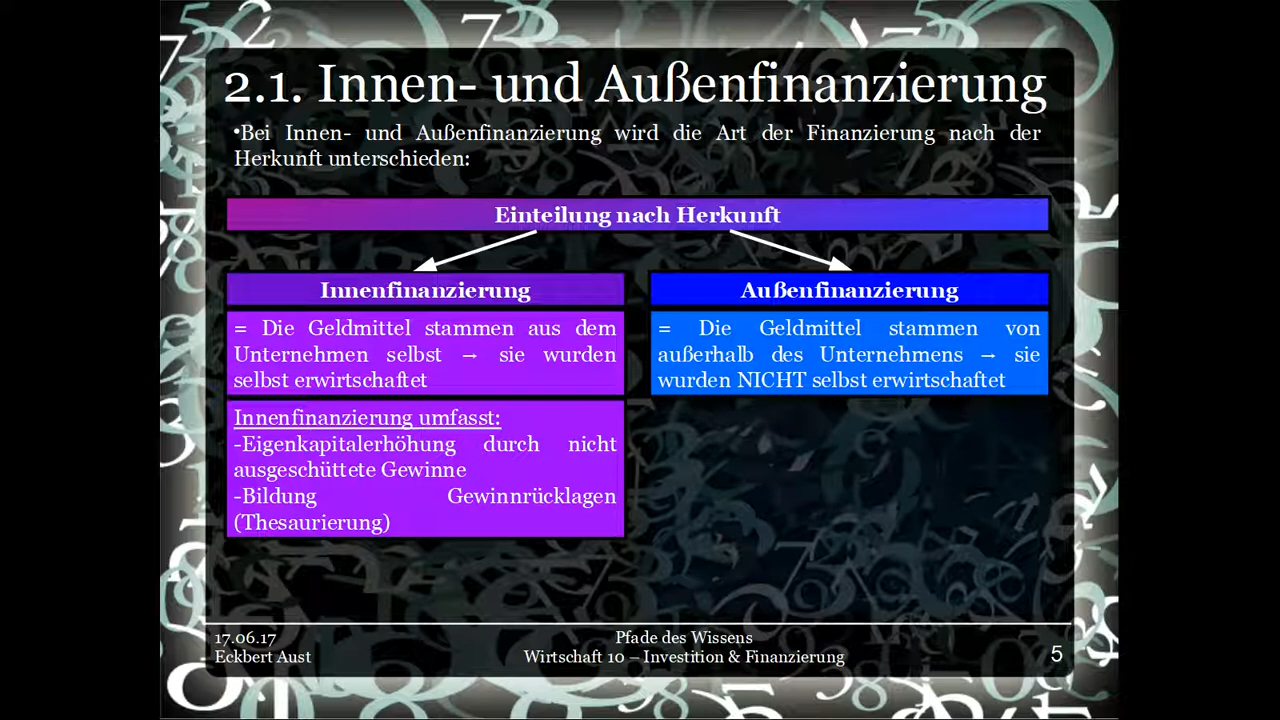 2.1. Innen- und Außenfinanzierung
•Bei Innen- und Außenfinanzierung wird die Art der Finanzierung nach der
Herkunft unterschieden:
Einteilung nach Herkunft
Innenfinanzierung
= Die Geldmittel stammen aus dem
Unternehmen selbst → sie wurden
selbst erwirtschaftet
Innenfinanzierung umfasst:
-Eigenkapitalerhöhung durch nicht
ausgeschüttete Gewinne
-Bildung Gewinnrücklagen
(Thesaurierung)
Außenfinanzierung
= Die Geldmittel stammen von
außerhalb des Unternehmens → sie
wurden NICHT selbst erwirtschaftet
17.06.17
Eckbert Aust
Pfade des Wissens
Wirtschaft 10 – Investition & Finanzierung
5